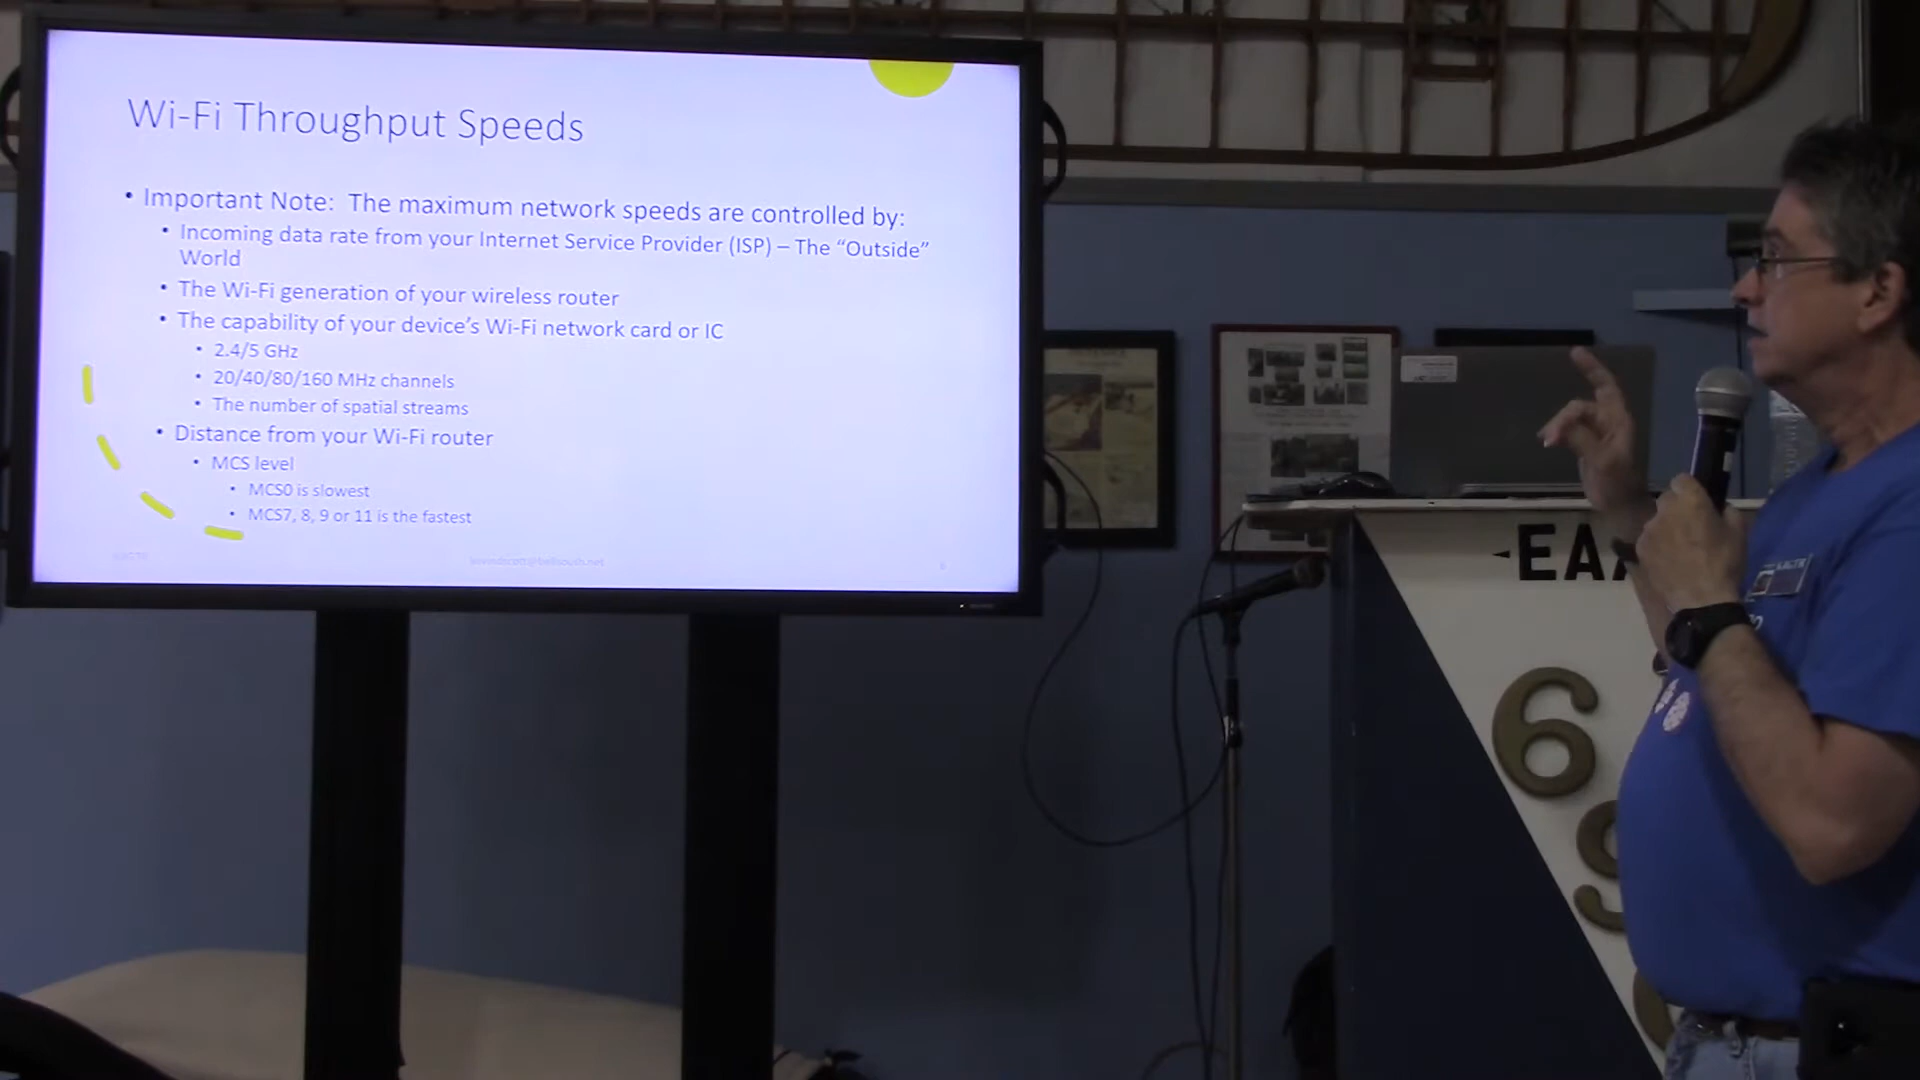 Wi-Fi Throughput Speeds
• Important Note: The maximum network speeds are controlled by:
• Incoming data rate from your Internet Service Provider (ISP) – The “Outside”
World
• The Wi-Fi generation of your wireless router
• The capability of your device’s Wi-Fi network card or IC
• 2.4/5 GHz
• 20/40/80/160 MHz channels
• The number of spatial streams
• Distance from your Wi-Fi router
• MCS level
• MCS0 is slowest
• MCS7, 8, 9 or 11 is the fastest
EAA
6
9